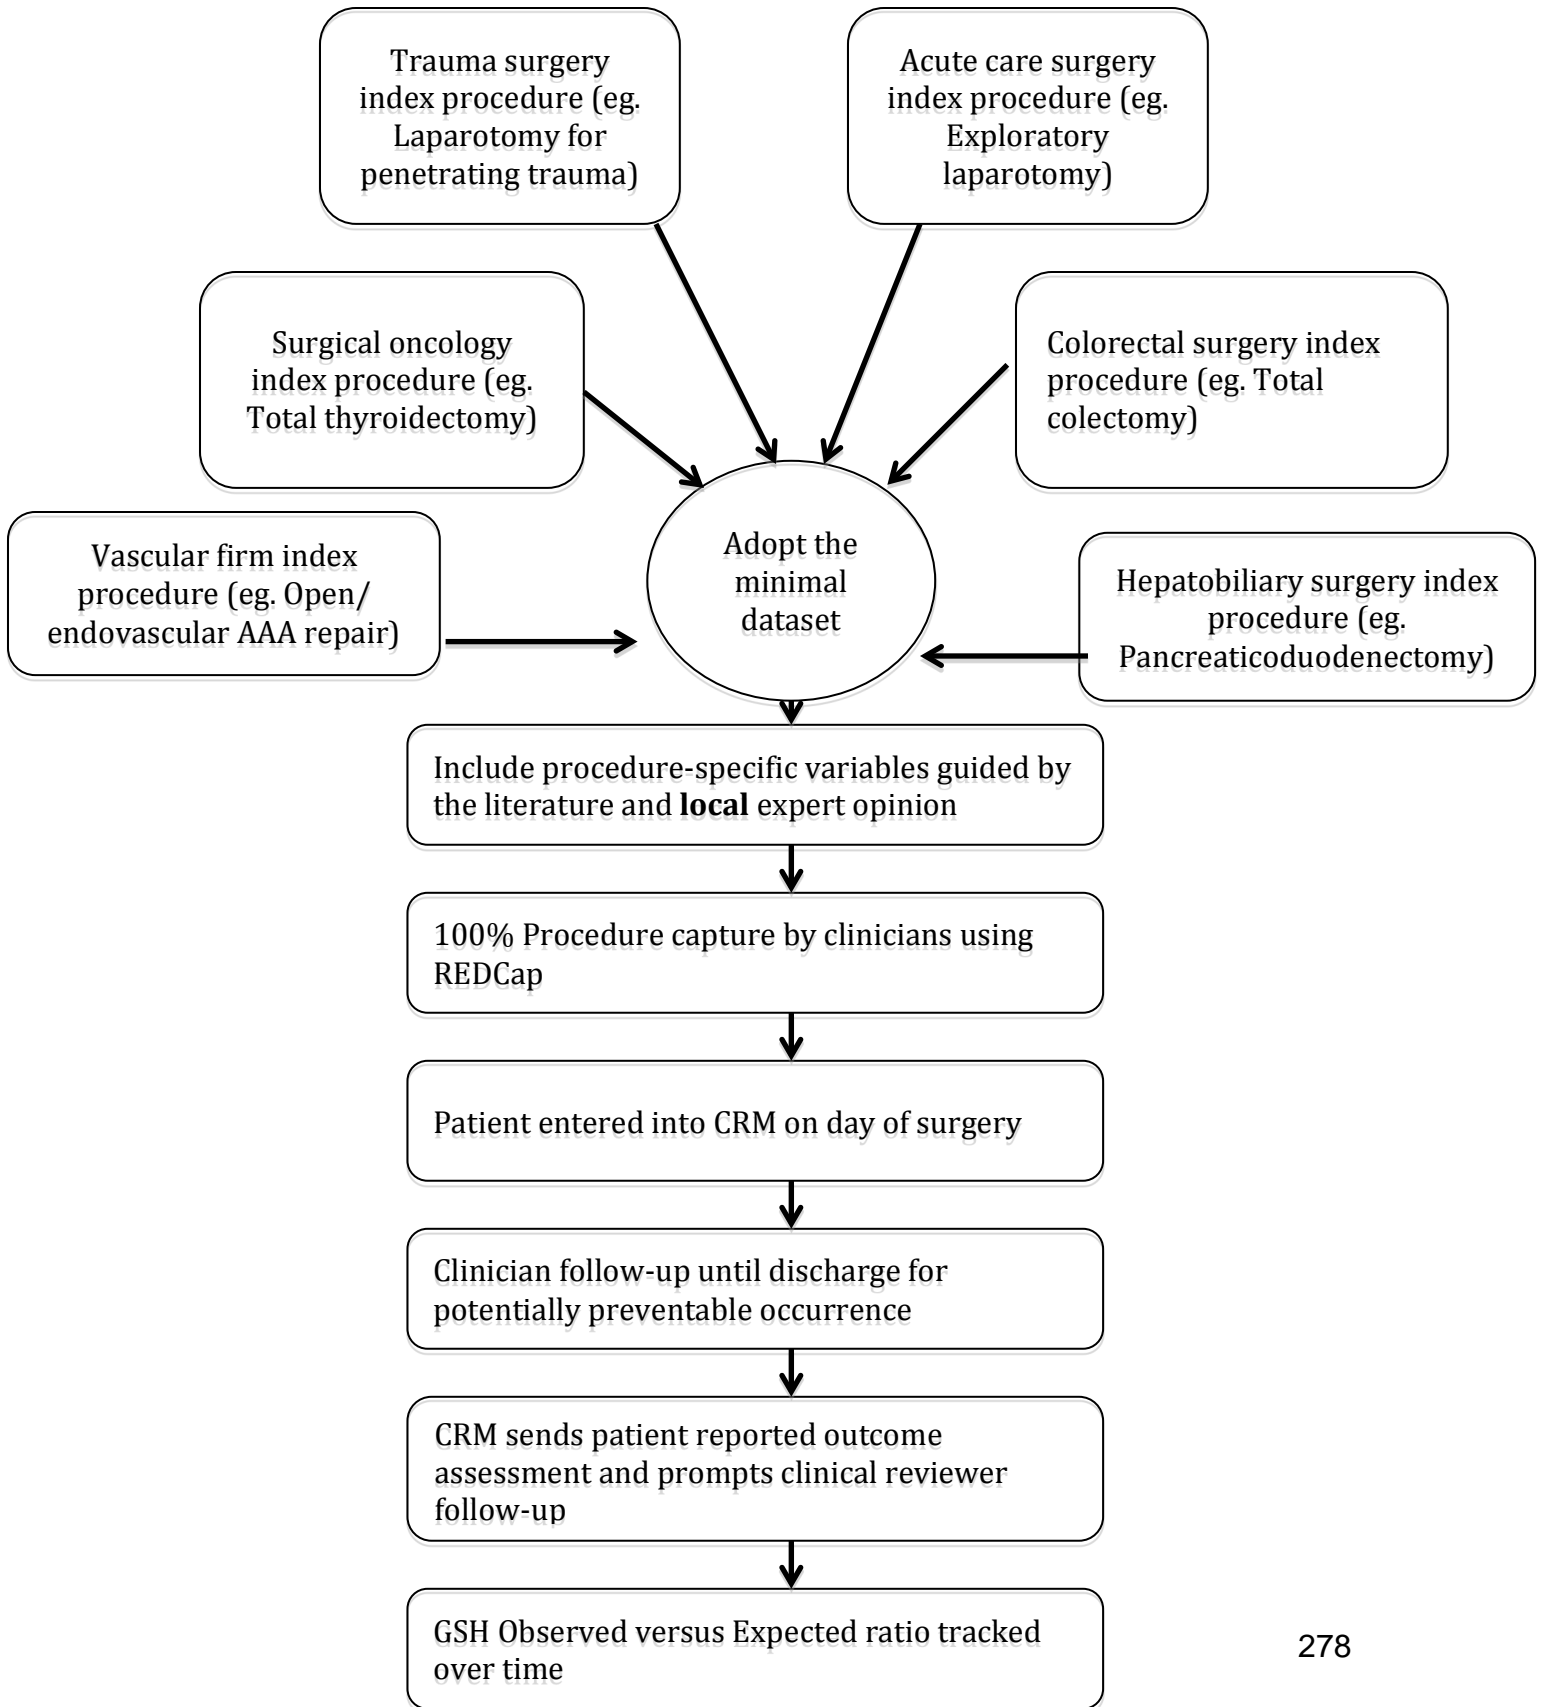 Trauma surgery
index procedure (eg.
Laparotomy for
penetrating trauma)
Acute care surgery
index procedure (eg.
Exploratory
laparotomy)
Surgical oncology
index procedure (eg.
Total thyroidectomy)
Colorectal surgery index
procedure (eg. Total
colectomy)
Vascular firm index
procedure (eg. Open/
endovascular AAA repair)
Adopt the
minimal
dataset
Hepatobiliary surgery index
procedure (eg.
Pancreaticoduodenectomy)
Include procedure-specific variables guided by
the literature and local expert opinion
100% Procedure capture by clinicians using
REDCap
Patient entered into CRM on day of surgery
Clinician follow-up until discharge for
potentially preventable occurrence
CRM sends patient reported outcome
assessment and prompts clinical reviewer
follow-up
GSH Observed versus Expected ratio tracked
over time
278